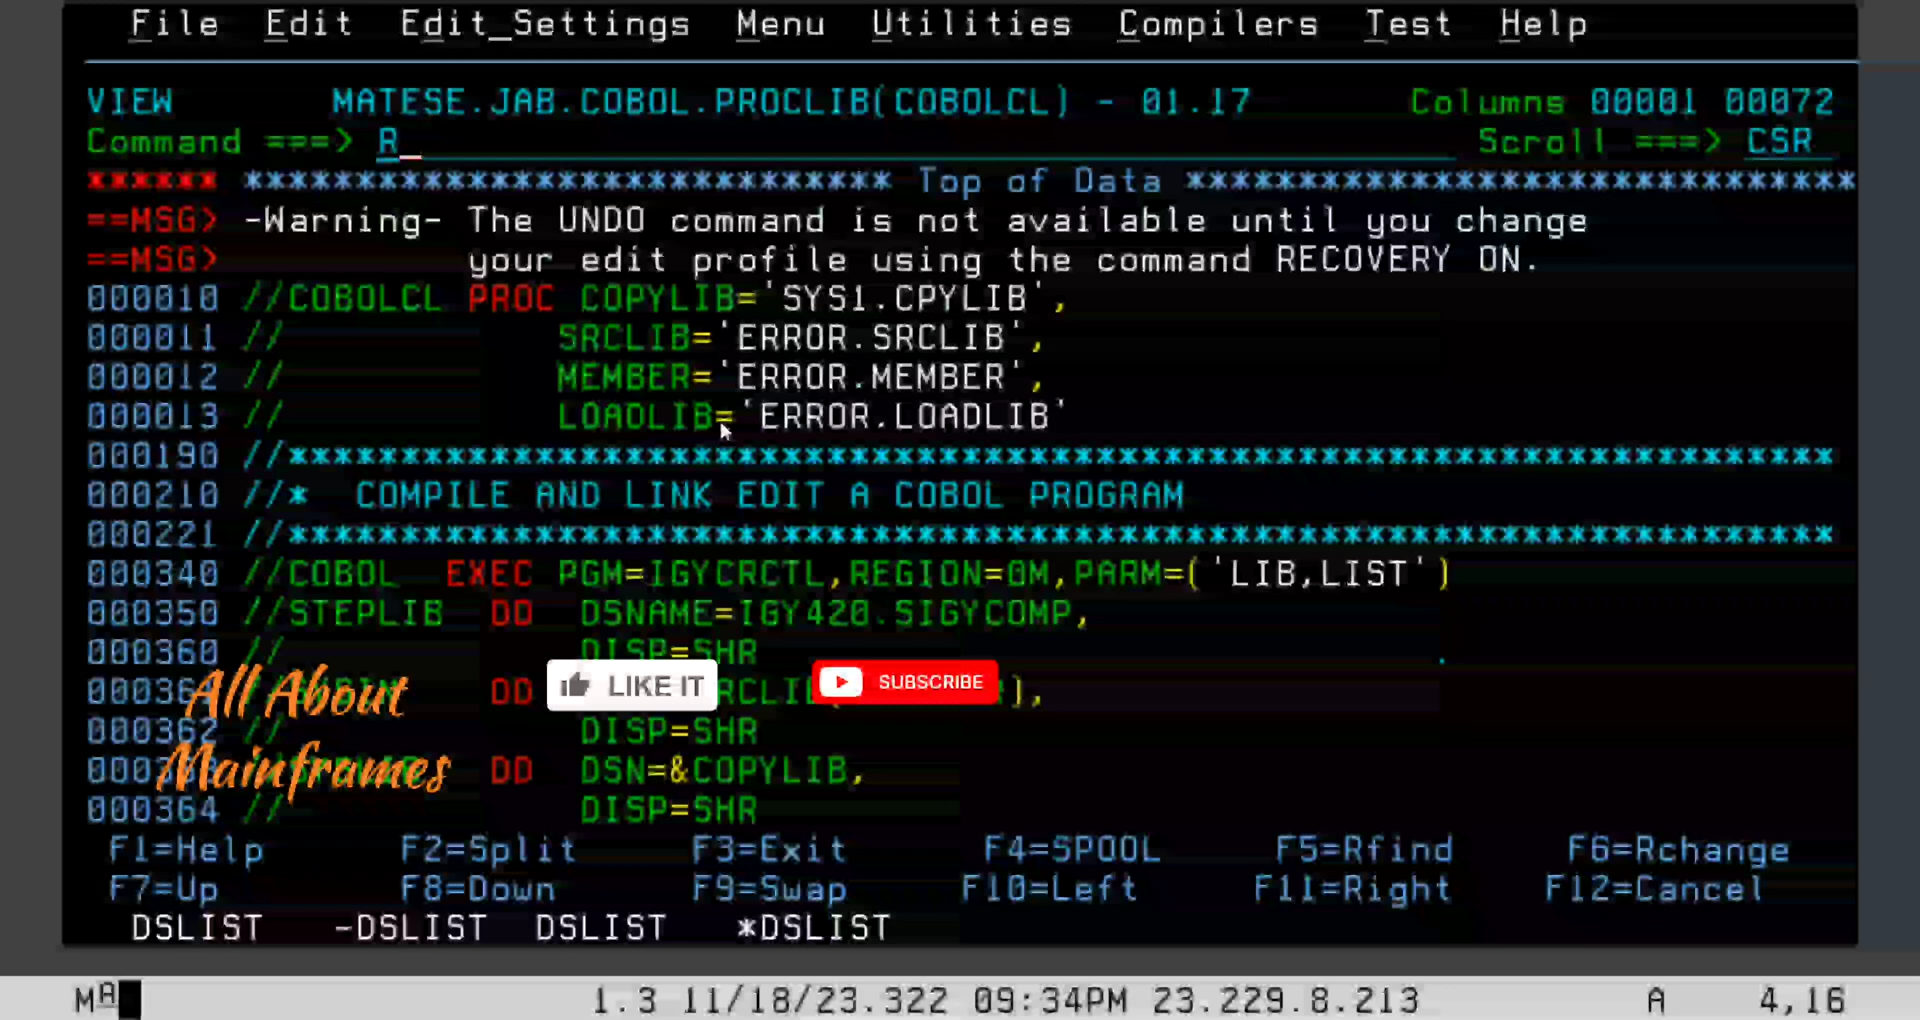 File Edit Edit_Settings Menu Utilities Compilers Test Help
VIEW MATESE.JAB.COBOL.PROCLIB(COBOLCL) - 01.17 Columns 00001 00072
Command ===> R_ Scroll ===> CSR
****** ***************************** Top of Data ******************************
==MSG> -Warning- The UNDO command is not available until you change
==MSG> your edit profile using the command RECOVERY ON.
000010 //COBOLCL PROC COPYLIB='SYS1.CPYLIB',
000011 // SRCLIB='ERROR.SRCLIB',
000012 // MEMBER='ERROR.MEMBER',
000013 // LOADLIB='ERROR.LOADLIB'
000190 //*********************************************************************
000210 //* COMPILE AND LINK EDIT A COBOL PROGRAM
000221 //*********************************************************************
000340 //COBOL EXEC PGM=IGYCRCTL,REGION=0M,PARM=('LIB,LIST')
000350 //STEPLIB DD DSNAME=IGY420.SIGYCOMP,
000360 // DISP=SHR
DD ),
000362 // DISP=SHR
DD DSN=&COPYLIB,
000364 // DISP=SHR
All About
Mainframes
LIKE IT
SUBSCRIBE
F1=Help F2=Split F3=Exit F4=SPOOL F5=Rfind F6=Rchange
F7=Up F8=Down F9=Swap F10=Left F11=Right F12=Cancel
DSLIST -DSLIST DSLIST *DSLIST
MA 1.3 11/18/23.322 09:34PM 23.229.8.213 A 4,16